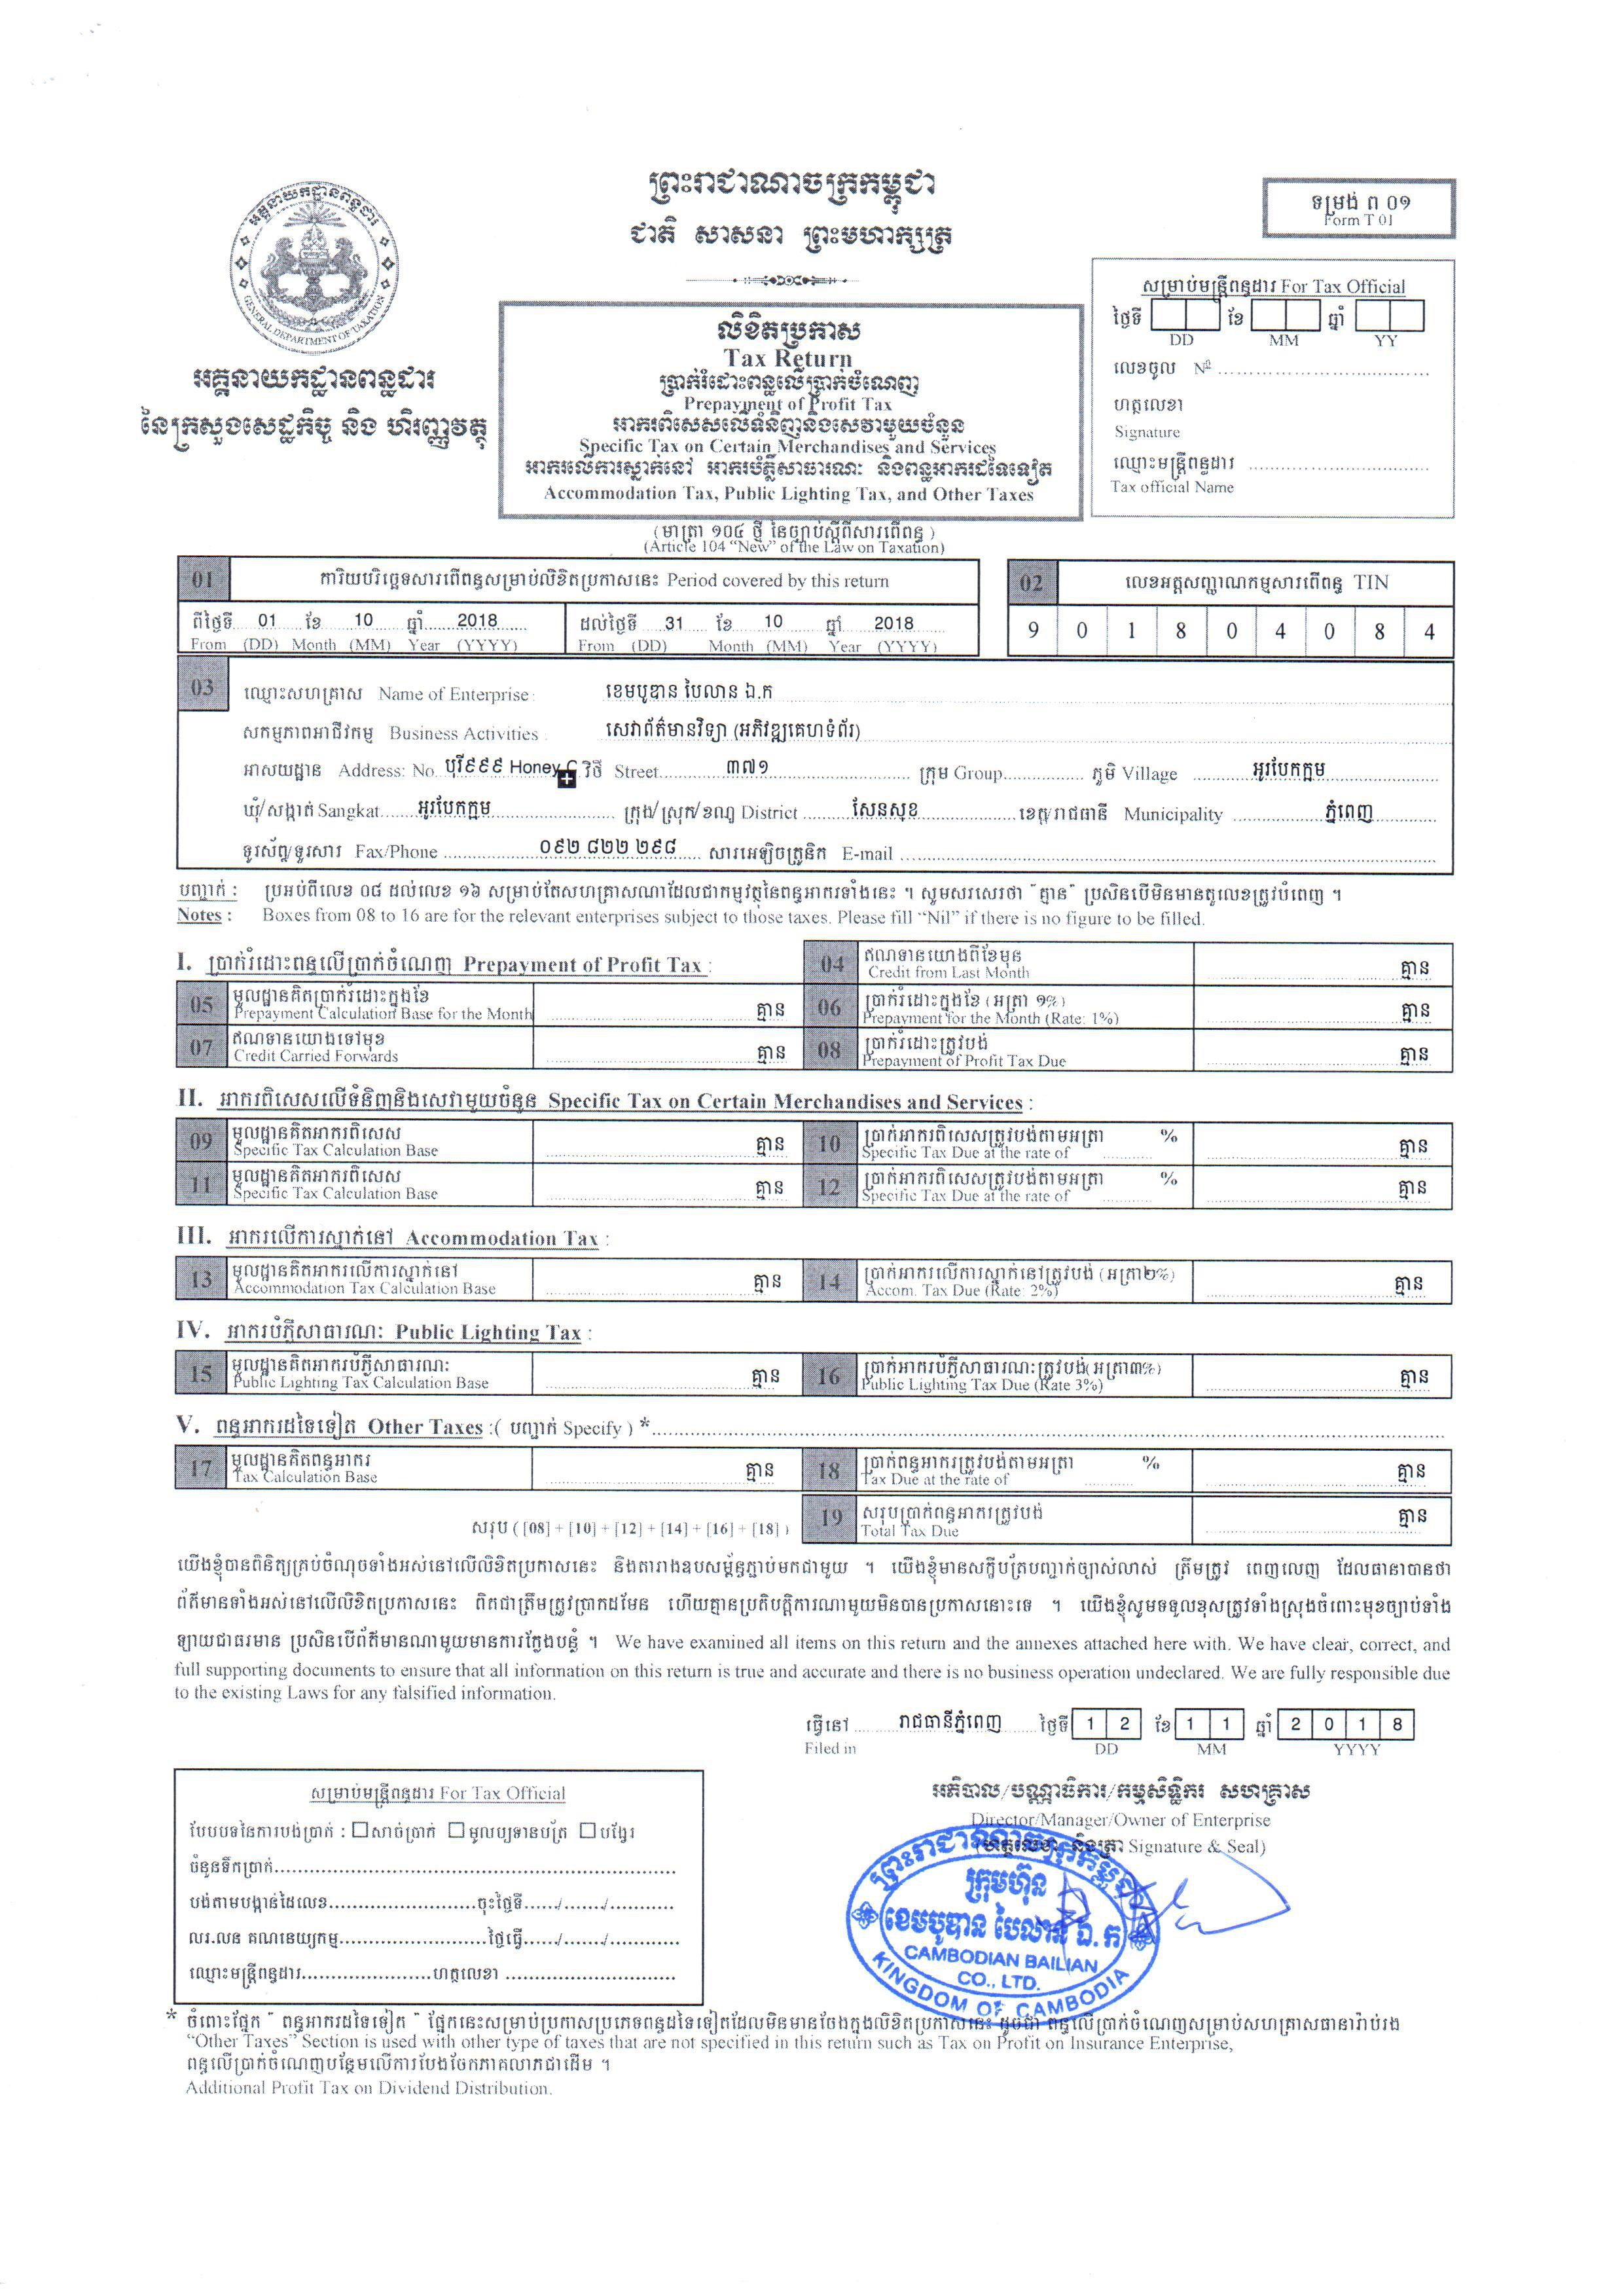 ព្រះរាជាណាចក្រកម្ពុជា
ជាតិ សាសនា ព្រះមហាក្សត្រ
ទម្រង់ ព ០១
Form T 01
អគ្គនាយកដ្ឋានពន្ធដារ
GENERAL DEPARTMENT OF TAXATION
អគ្គនាយកដ្ឋានពន្ធដារ
នៃក្រសួងសេដ្ឋកិច្ច និង ហិរញ្ញវត្ថុ
លិខិតប្រកាស
Tax Return
ប្រាក់រំដោះពន្ធលើប្រាក់ចំណេញ
Prepayment of Profit Tax
អាករពិសេសលើទំនិញនិងសេវាមួយចំនួន
Specific Tax on Certain Merchandises and Services
អាករលើការស្នាក់នៅ អាករបំភ្លឺសាធារណៈ និងពន្ធអាករដទៃទៀត
Accommodation Tax, Public Lighting Tax, and Other Taxes
សម្រាប់មន្ត្រីពន្ធដារ For Tax Official
ថ្ងៃទី ខែ ឆ្នាំ
DD MM YY
លេខចូល Nº
ហត្ថលេខា
Signature
ឈ្មោះមន្ត្រីពន្ធដារ
Tax official Name
(មាត្រា ១០៤ ថ្មី នៃច្បាប់ស្តីពីសារពើពន្ធ)
(Article 104 “New” of the Law on Taxation)
01 ការិយបរិច្ឆេទសារពើពន្ធសម្រាប់លិខិតប្រកាសនេះ Period covered by this return
ពីថ្ងៃទី 01 ខែ 10 ឆ្នាំ 2018 ដល់ថ្ងៃទី 31 ខែ 10 ឆ្នាំ 2018
From (DD) Month (MM) Year (YYYY) From (DD) Month (MM) Year (YYYY)
02 លេខអត្តសញ្ញាណកម្មសារពើពន្ធ TIN
9 0 1 8 0 4 0 8 4
03 ឈ្មោះសហគ្រាស Name of Enterprise: ខេមបូឌាន បៃលាន ឯ.ក
សកម្មភាពអាជីវកម្ម Business Activities: សេវាព័ត៌មានវិទ្យា (អភិវឌ្ឍគេហទំព័រ)
អាសយដ្ឋាន Address: No. បុរី៩៩៩ Honey C វិថី Street ៣៧១ ក្រុម Group ភូមិ Village អូរបែកក្អម
ឃុំ/សង្កាត់ Sangkat អូរបែកក្អម ក្រុង/ស្រុក/ខណ្ឌ District សែនសុខ ខេត្ត/រាជធានី Municipality ភ្នំពេញ
ទូរស័ព្ទ/ទូរសារ Fax/Phone ០៩២ ៨២២ ២៩៨ សារអេឡិចត្រូនិក E-mail
បញ្ជាក់ : ប្រអប់ពីលេខ ០៨ ដល់លេខ ១៦ សម្រាប់តែសហគ្រាសណាដែលជាកម្មវត្ថុនៃពន្ធអាករទាំងនេះ ។ សូមសរសេរថា "គ្មាន" ប្រសិនបើមិនមានតួលេខត្រូវបំពេញ ។
Notes : Boxes from 08 to 16 are for the relevant enterprises subject to those taxes. Please fill “Nil” if there is no figure to be filled.
I. ប្រាក់រំដោះពន្ធលើប្រាក់ចំណេញ Prepayment of Profit Tax :
04 ឥណទានយោងពីខែមុន គ្មាន
Credit from Last Month
05 មូលដ្ឋានគិតប្រាក់រំដោះក្នុងខែ គ្មាន
Prepayment Calculation Base for the Month
06 ប្រាក់រំដោះក្នុងខែ (អត្រា ១%) គ្មាន
Prepayment for the Month (Rate: 1%)
07 ឥណទានយោងទៅមុខ គ្មាន
Credit Carried Forwards
08 ប្រាក់រំដោះត្រូវបង់ គ្មាន
Prepayment of Profit Tax Due
II. អាករពិសេសលើទំនិញនិងសេវាមួយចំនួន Specific Tax on Certain Merchandises and Services :
09 មូលដ្ឋានគិតអាករពិសេស គ្មាន
Specific Tax Calculation Base
10 ប្រាក់អាករពិសេសត្រូវបង់តាមអត្រា % គ្មាន
Specific Tax Due at the rate of
11 មូលដ្ឋានគិតអាករពិសេស គ្មាន
Specific Tax Calculation Base
12 ប្រាក់អាករពិសេសត្រូវបង់តាមអត្រា % គ្មាន
Specific Tax Due at the rate of
III. អាករលើការស្នាក់នៅ Accommodation Tax :
13 មូលដ្ឋានគិតអាករលើការស្នាក់នៅ គ្មាន
Accommodation Tax Calculation Base
14 ប្រាក់អាករលើការស្នាក់នៅត្រូវបង់ (អត្រា២%) គ្មាន
Accom. Tax Due (Rate: 2%)
IV. អាករបំភ្លឺសាធារណៈ Public Lighting Tax :
15 មូលដ្ឋានគិតអាករបំភ្លឺសាធារណៈ គ្មាន
Public Lighting Tax Calculation Base
16 ប្រាក់អាករបំភ្លឺសាធារណៈត្រូវបង់(អត្រា៣%) គ្មាន
Public Lighting Tax Due (Rate 3%)
V. ពន្ធអាករដទៃទៀត Other Taxes :( បញ្ជាក់ Specify ) *
17 មូលដ្ឋានគិតពន្ធអាករ គ្មាន
Tax Calculation Base
18 ប្រាក់ពន្ធអាករត្រូវបង់តាមអត្រា % គ្មាន
Tax Due at the rate of
សរុប ( [08] + [10] + [12] + [14] + [16] + [18] )
19 សរុបប្រាក់ពន្ធអាករត្រូវបង់ គ្មាន
Total Tax Due
យើងខ្ញុំបានពិនិត្យគ្រប់ចំណុចទាំងអស់នៅលើលិខិតប្រកាសនេះ និងតារាងឧបសម្ព័ន្ធភ្ជាប់មកជាមួយ ។ យើងខ្ញុំមានសក្ខីបត្របញ្ជាក់ច្បាស់លាស់ ត្រឹមត្រូវ ពេញលេញ ដែលធានាបានថា
ព័ត៌មានទាំងអស់នៅលើលិខិតប្រកាសនេះ ពិតជាត្រឹមត្រូវប្រាកដមែន ហើយគ្មានប្រតិបត្តិការណាមួយមិនបានប្រកាសនោះទេ ។ យើងខ្ញុំសូមទទួលខុសត្រូវទាំងស្រុងចំពោះមុខច្បាប់ទាំង
ឡាយជាធរមាន ប្រសិនបើព័ត៌មានណាមួយមានការក្លែងបន្លំ ។ We have examined all items on this return and the annexes attached here with. We have clear, correct, and
full supporting documents to ensure that all information on this return is true and accurate and there is no business operation undeclared. We are fully responsible due
to the existing Laws for any falsified information.
ធ្វើនៅ រាជធានីភ្នំពេញ ថ្ងៃទី 1 2 ខែ 1 1 ឆ្នាំ 2 0 1 8
Filed in DD MM YYYY
សម្រាប់មន្ត្រីពន្ធដារ For Tax Official
បែបបទនៃការបង់ប្រាក់ : សាច់ប្រាក់ មូលប្បទានបត្រ បង្វែរ
ចំនួនទឹកប្រាក់
បង់តាមបង្កាន់ដៃលេខ ចុះថ្ងៃទី / /
លរ.លន គណនេយ្យកម្ម ថ្ងៃធ្វើ / /
ឈ្មោះមន្ត្រីពន្ធដារ ហត្ថលេខា
អភិបាល/បណ្ណាធិការ/កម្មសិទ្ធិករ សហគ្រាស
Director/Manager/Owner of Enterprise
(ហត្ថលេខា និងត្រា Signature & Seal)
ព្រះរាជាណាចក្រកម្ពុជា
ក្រុមហ៊ុន
ខេមបូឌាន បៃលាន ឯ.ក
CAMBODIAN BAILIAN
CO., LTD.
KINGDOM OF CAMBODIA
* ចំពោះផ្នែក " ពន្ធអាករដទៃទៀត " ផ្នែកនេះសម្រាប់ប្រកាសប្រភេទពន្ធដទៃទៀតដែលមិនមានចែងក្នុងលិខិតប្រកាសនេះ ដូចជា ពន្ធលើប្រាក់ចំណេញសម្រាប់សហគ្រាសធានារ៉ាប់រង
“Other Taxes” Section is used with other type of taxes that are not specified in this return such as Tax on Profit on Insurance Enterprise,
ពន្ធលើប្រាក់ចំណេញបន្ថែមលើការបែងចែកភាគលាភជាដើម ។
Additional Profit Tax on Dividend Distribution.